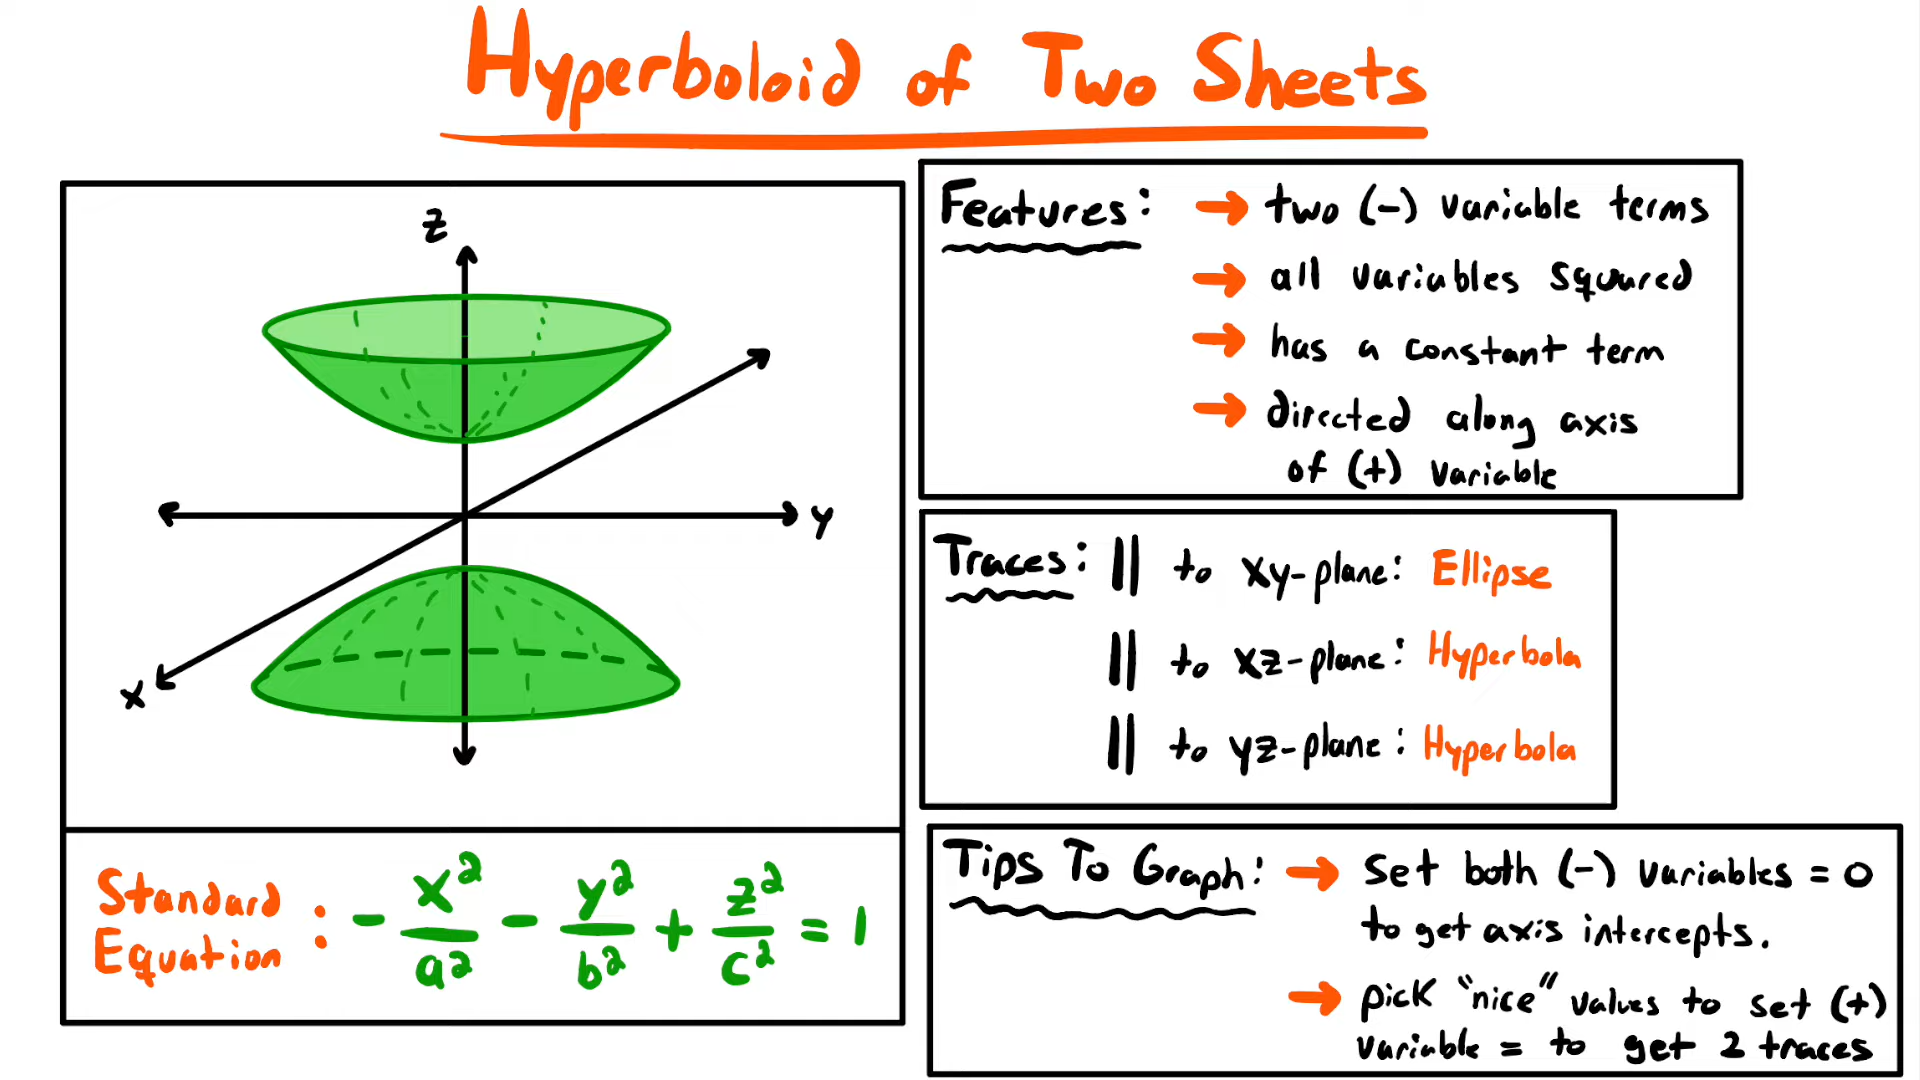 Hyperboloid of Two Sheets
z
y
x
Standard Equation: - x²/a² - y²/b² + z²/c² = 1
Features: → two (-) variable terms
→ all variables squared
→ has a constant term
→ directed along axis
of (+) variable
Traces: || to xy-plane: Ellipse
|| to xz-plane: Hyperbola
|| to yz-plane: Hyperbola
Tips To Graph: → set both (-) variables = 0
to get axis intercepts.
→ pick "nice" values to set (+)
variable = to get 2 traces